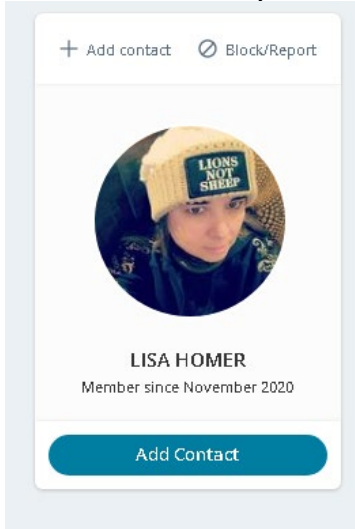 + Add contact Block/Report
LIONS
NOT
SHEEP
LISA HOMER
Member since November 2020
Add Contact